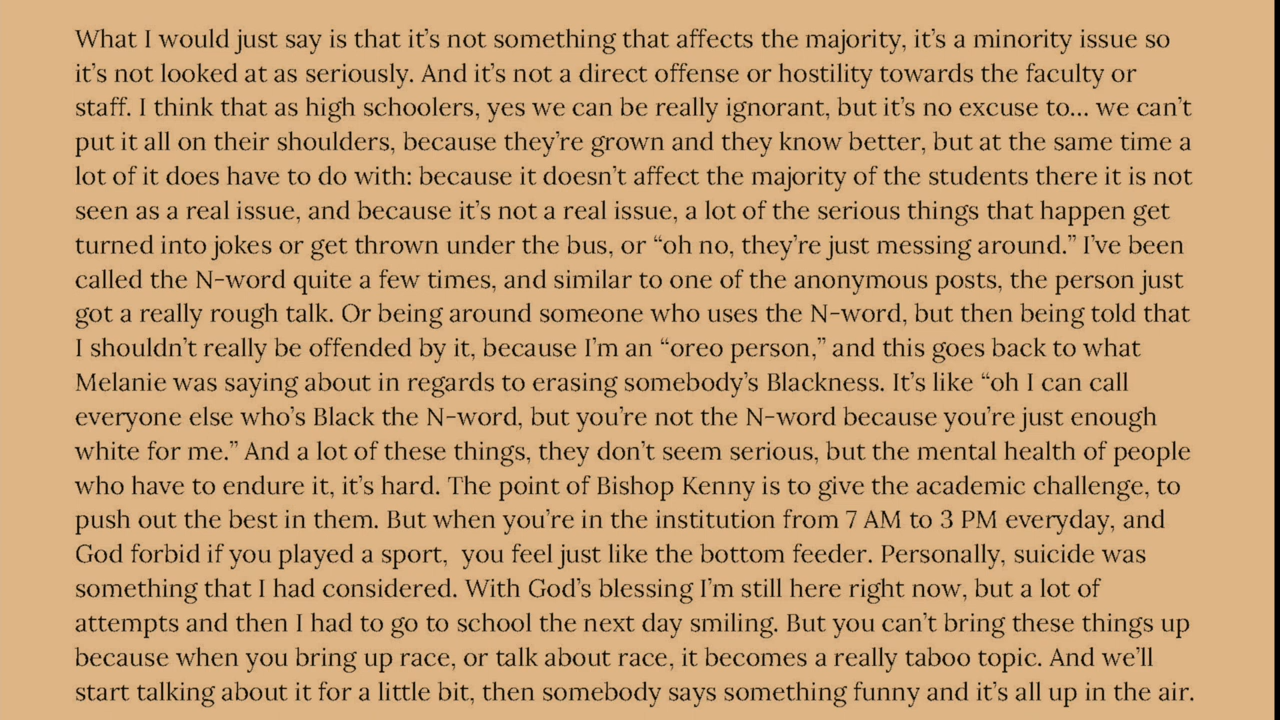 What I would just say is that it’s not something that affects the majority, it’s a minority issue so
it’s not looked at as seriously. And it’s not a direct offense or hostility towards the faculty or
staff. I think that as high schoolers, yes we can be really ignorant, but it’s no excuse to... we can’t
put it all on their shoulders, because they’re grown and they know better, but at the same time a
lot of it does have to do with: because it doesn’t affect the majority of the students there it is not
seen as a real issue, and because it’s not a real issue, a lot of the serious things that happen get
turned into jokes or get thrown under the bus, or “oh no, they’re just messing around.” I’ve been
called the N-word quite a few times, and similar to one of the anonymous posts, the person just
got a really rough talk. Or being around someone who uses the N-word, but then being told that
I shouldn’t really be offended by it, because I’m an “oreo person,” and this goes back to what
Melanie was saying about in regards to erasing somebody’s Blackness. It’s like “oh I can call
everyone else who’s Black the N-word, but you’re not the N-word because you’re just enough
white for me.” And a lot of these things, they don’t seem serious, but the mental health of people
who have to endure it, it’s hard. The point of Bishop Kenny is to give the academic challenge, to
push out the best in them. But when you’re in the institution from 7 AM to 3 PM everyday, and
God forbid if you played a sport,  you feel just like the bottom feeder. Personally, suicide was
something that I had considered. With God’s blessing I’m still here right now, but a lot of
attempts and then I had to go to school the next day smiling. But you can’t bring these things up
because when you bring up race, or talk about race, it becomes a really taboo topic. And we’ll
start talking about it for a little bit, then somebody says something funny and it’s all up in the air.